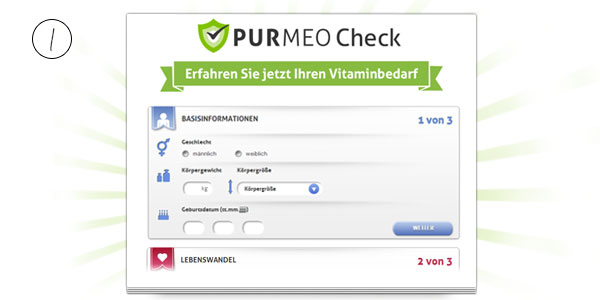 1
PURMEO Check
Erfahren Sie jetzt Ihren Vitaminbedarf
BASISINFORMATIONEN
1 von 3
Geschlecht
männlich weiblich
Körpergewicht Körpergröße
kg Körpergröße
Geburtsdatum (tt.mm.jjjj)
WEITER
LEBENSWANDEL
2 von 3